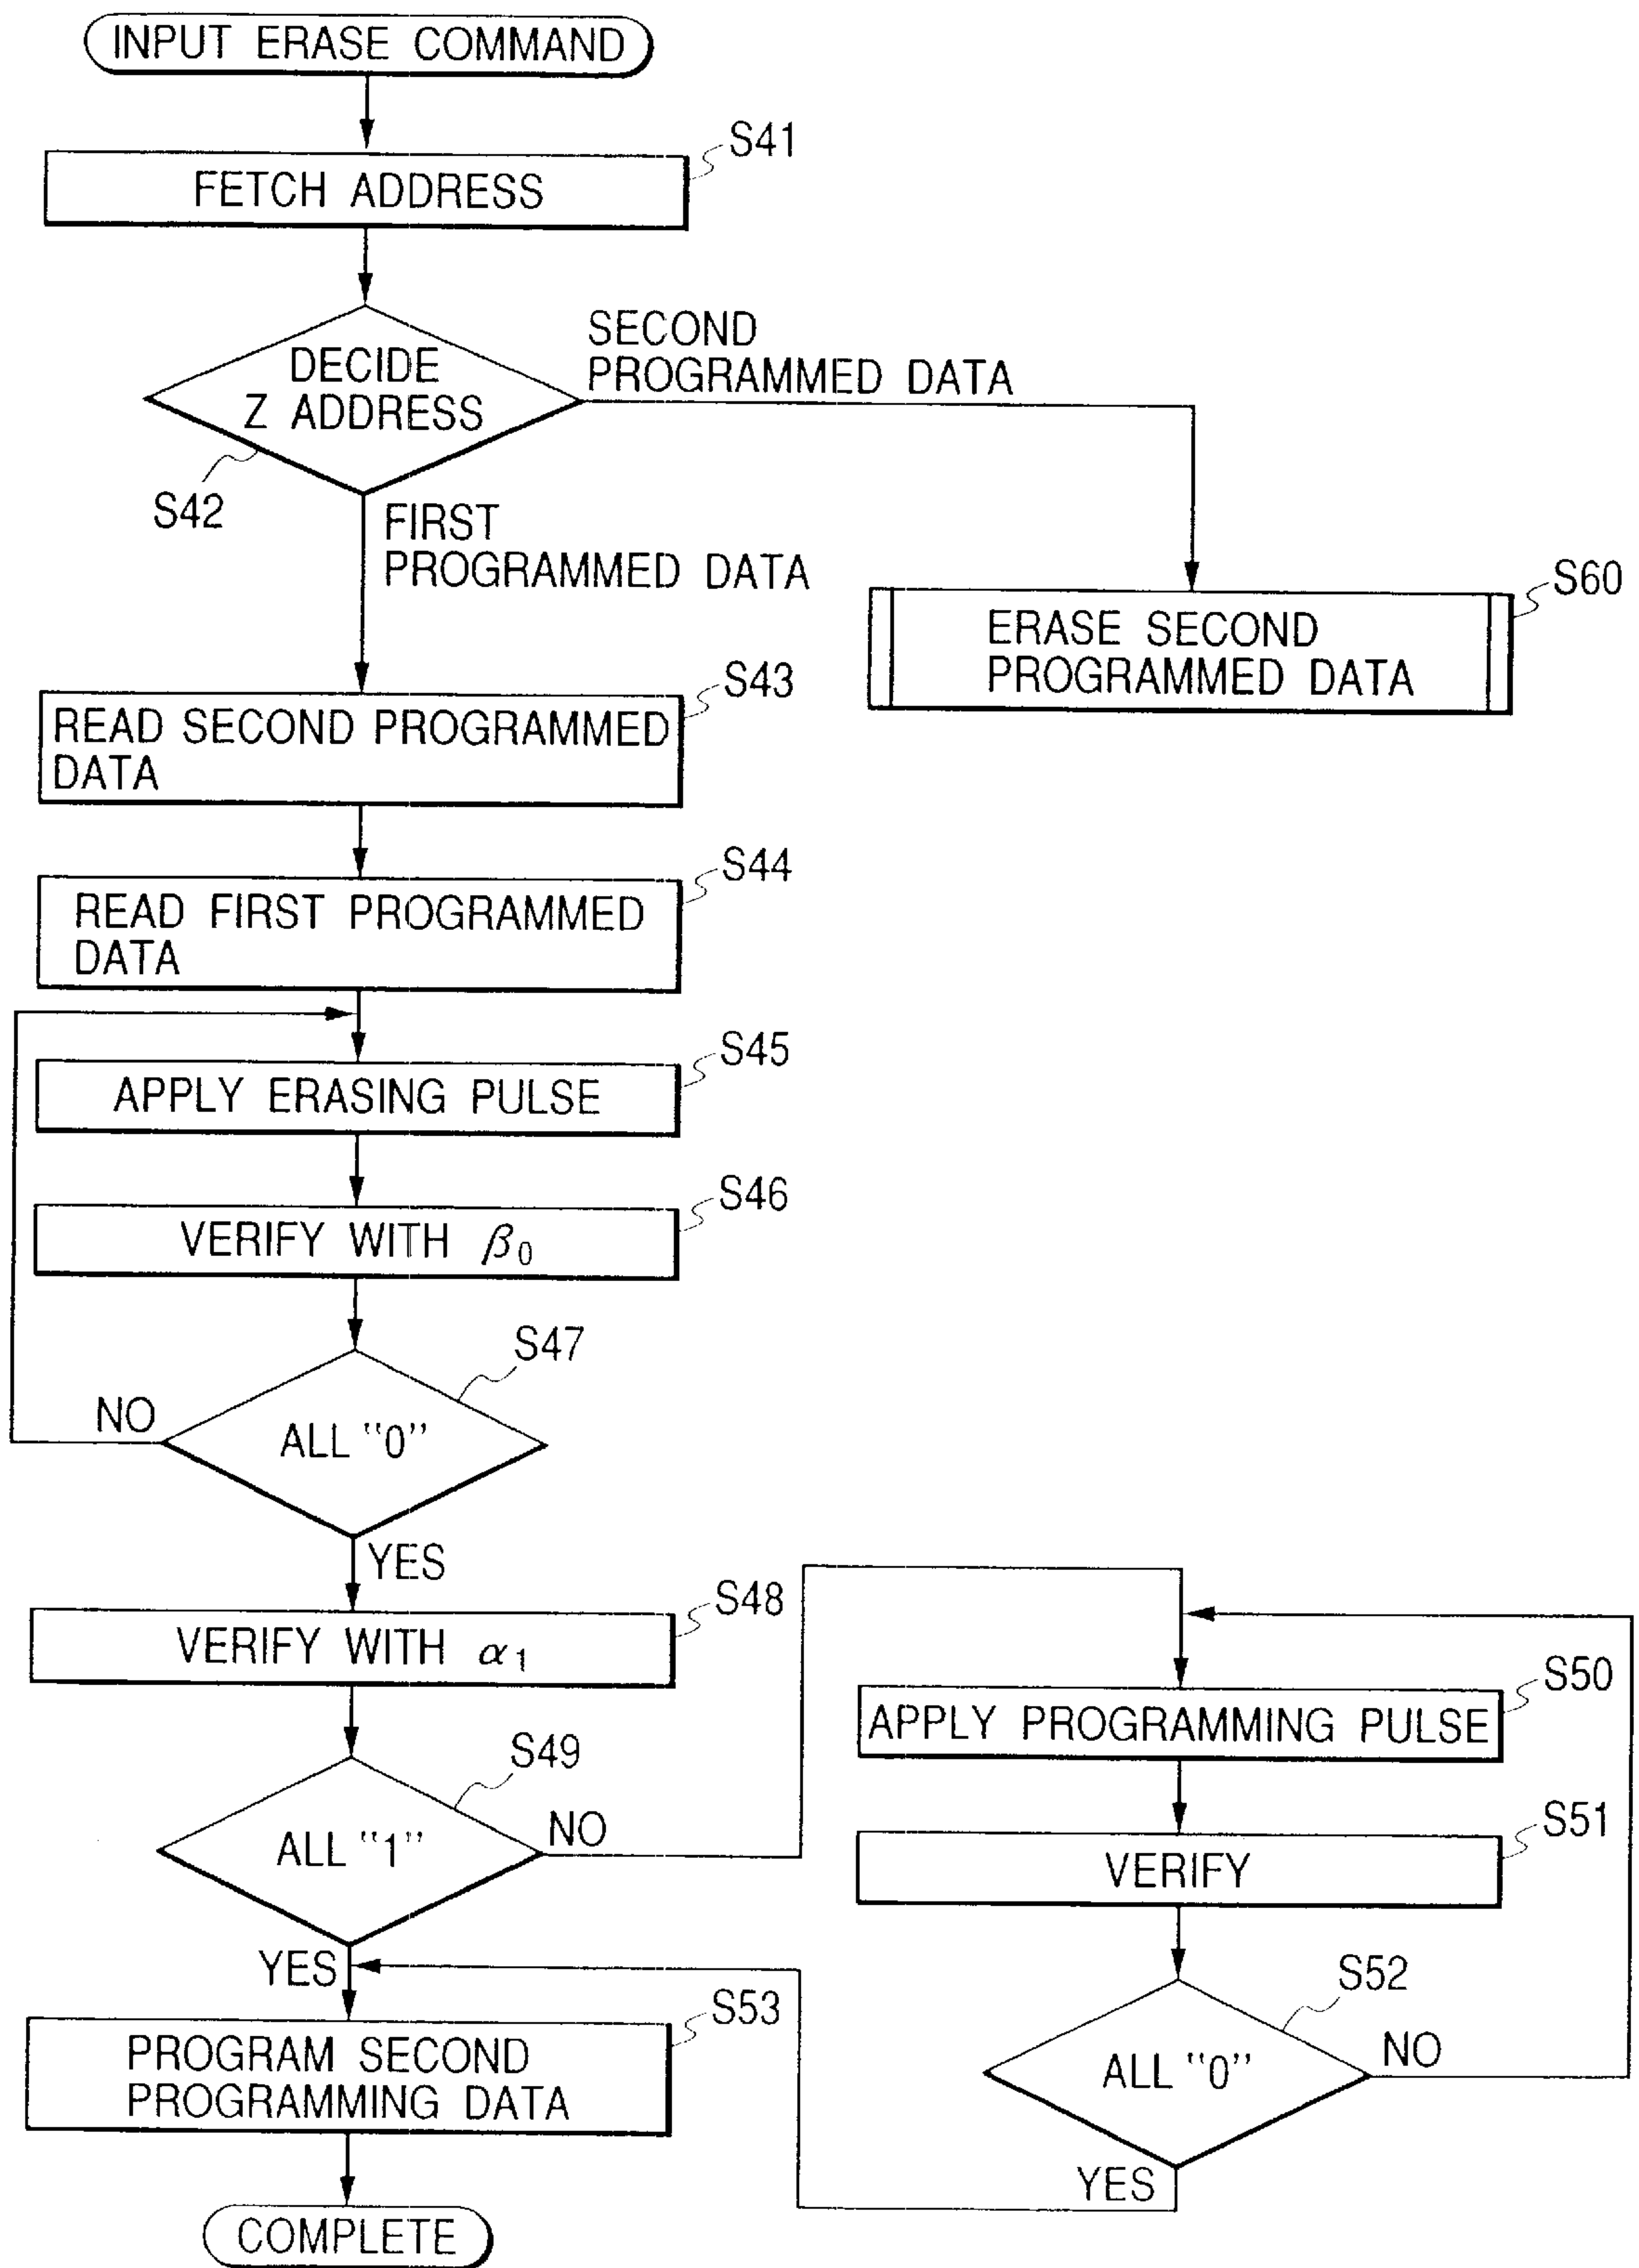 INPUT ERASE COMMAND
S41
FETCH ADDRESS
DECIDE
Z ADDRESS
S42
SECOND
PROGRAMMED DATA
FIRST
PROGRAMMED DATA
S60
ERASE SECOND
PROGRAMMED DATA
S43
READ SECOND PROGRAMMED
DATA
S44
READ FIRST PROGRAMMED
DATA
S45
APPLY ERASING PULSE
S46
VERIFY WITH β₀
S47
ALL "0"
NO
YES
S48
VERIFY WITH α₁
S49
ALL "1"
NO
YES
S50
APPLY PROGRAMMING PULSE
S51
VERIFY
S52
ALL "0"
NO
YES
S53
PROGRAM SECOND
PROGRAMMING DATA
COMPLETE